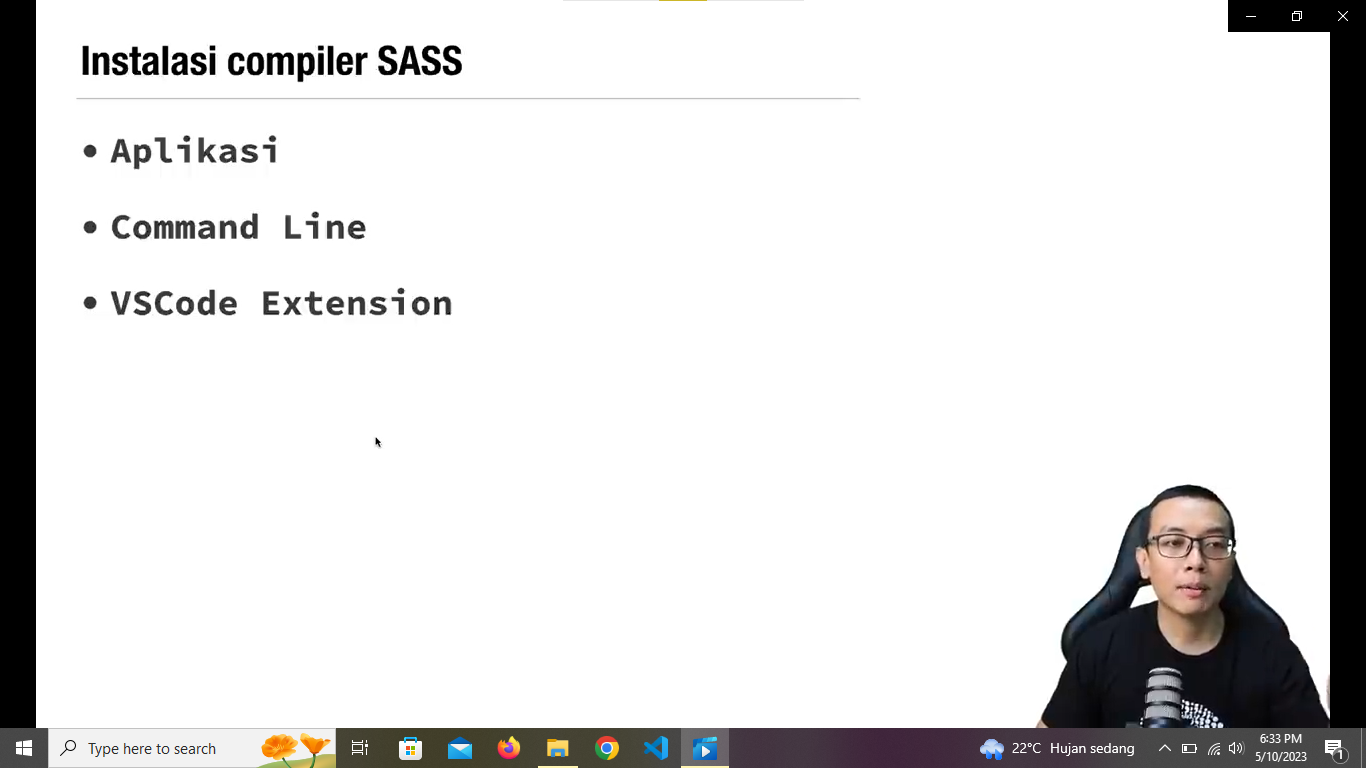 Instalasi compiler SASS
• Aplikasi
• Command Line
• VSCode Extension
Type here to search
22°C Hujan sedang
6:33 PM
5/10/2023
1